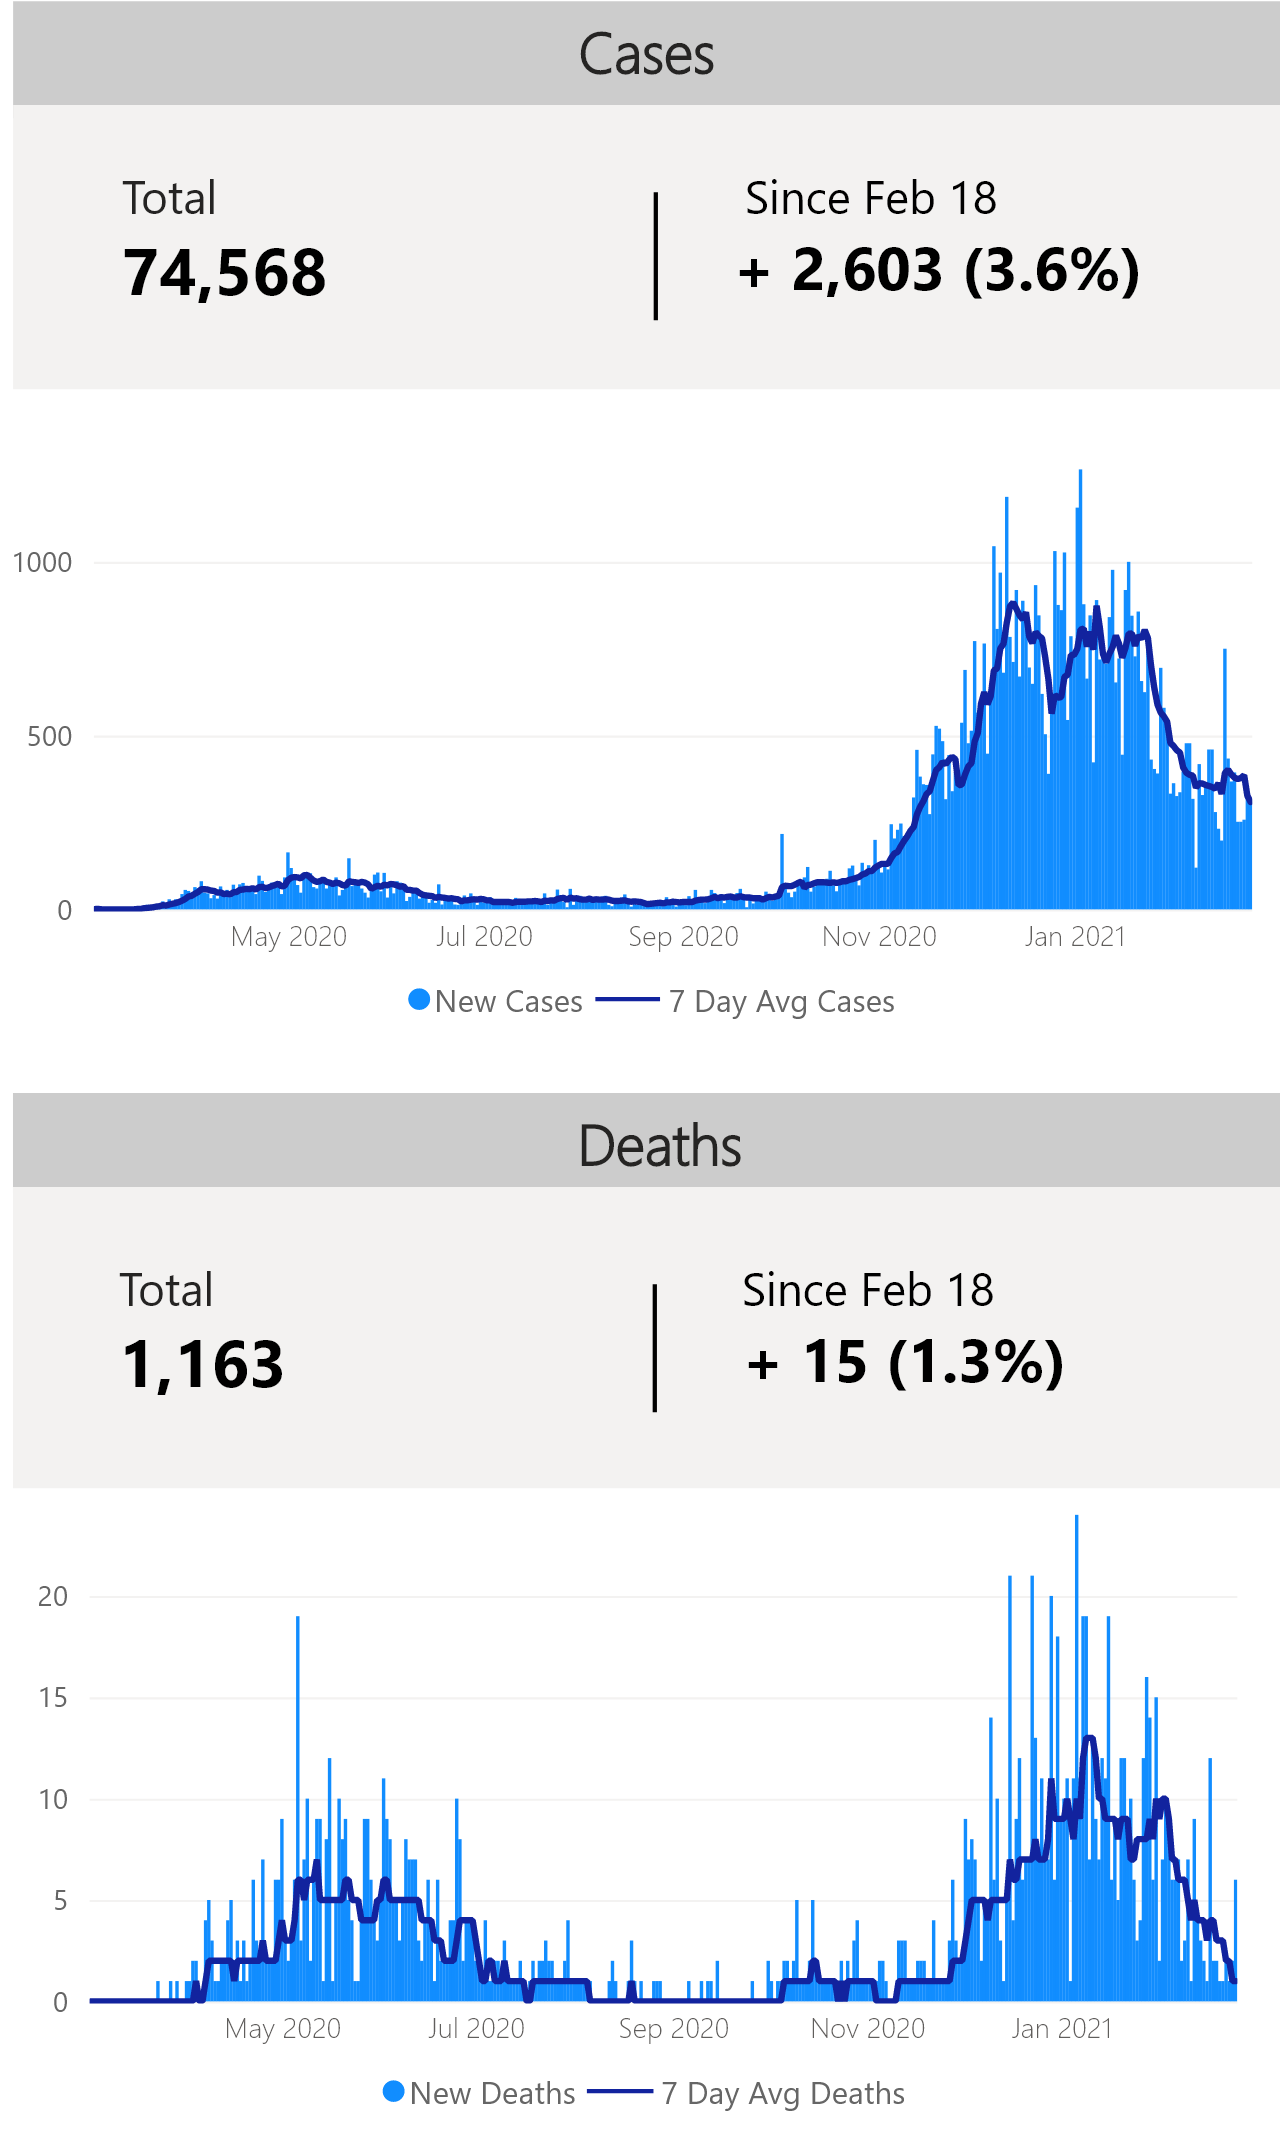 Cases
Total
Since Feb 18
74,568
+ 2,603 (3.6%)
1000
500
0
May 2020
Jul 2020
Sep 2020
Nov 2020
Jan 2021
New Cases
7 Day Avg Cases
Deaths
Total
Since Feb 18
1,163
+ 15 (1.3%)
20
15
10
5
0
May 2020
Jul 2020
Sep 2020
Nov 2020
Jan 2021
New Deaths
7 Day Avg Deaths